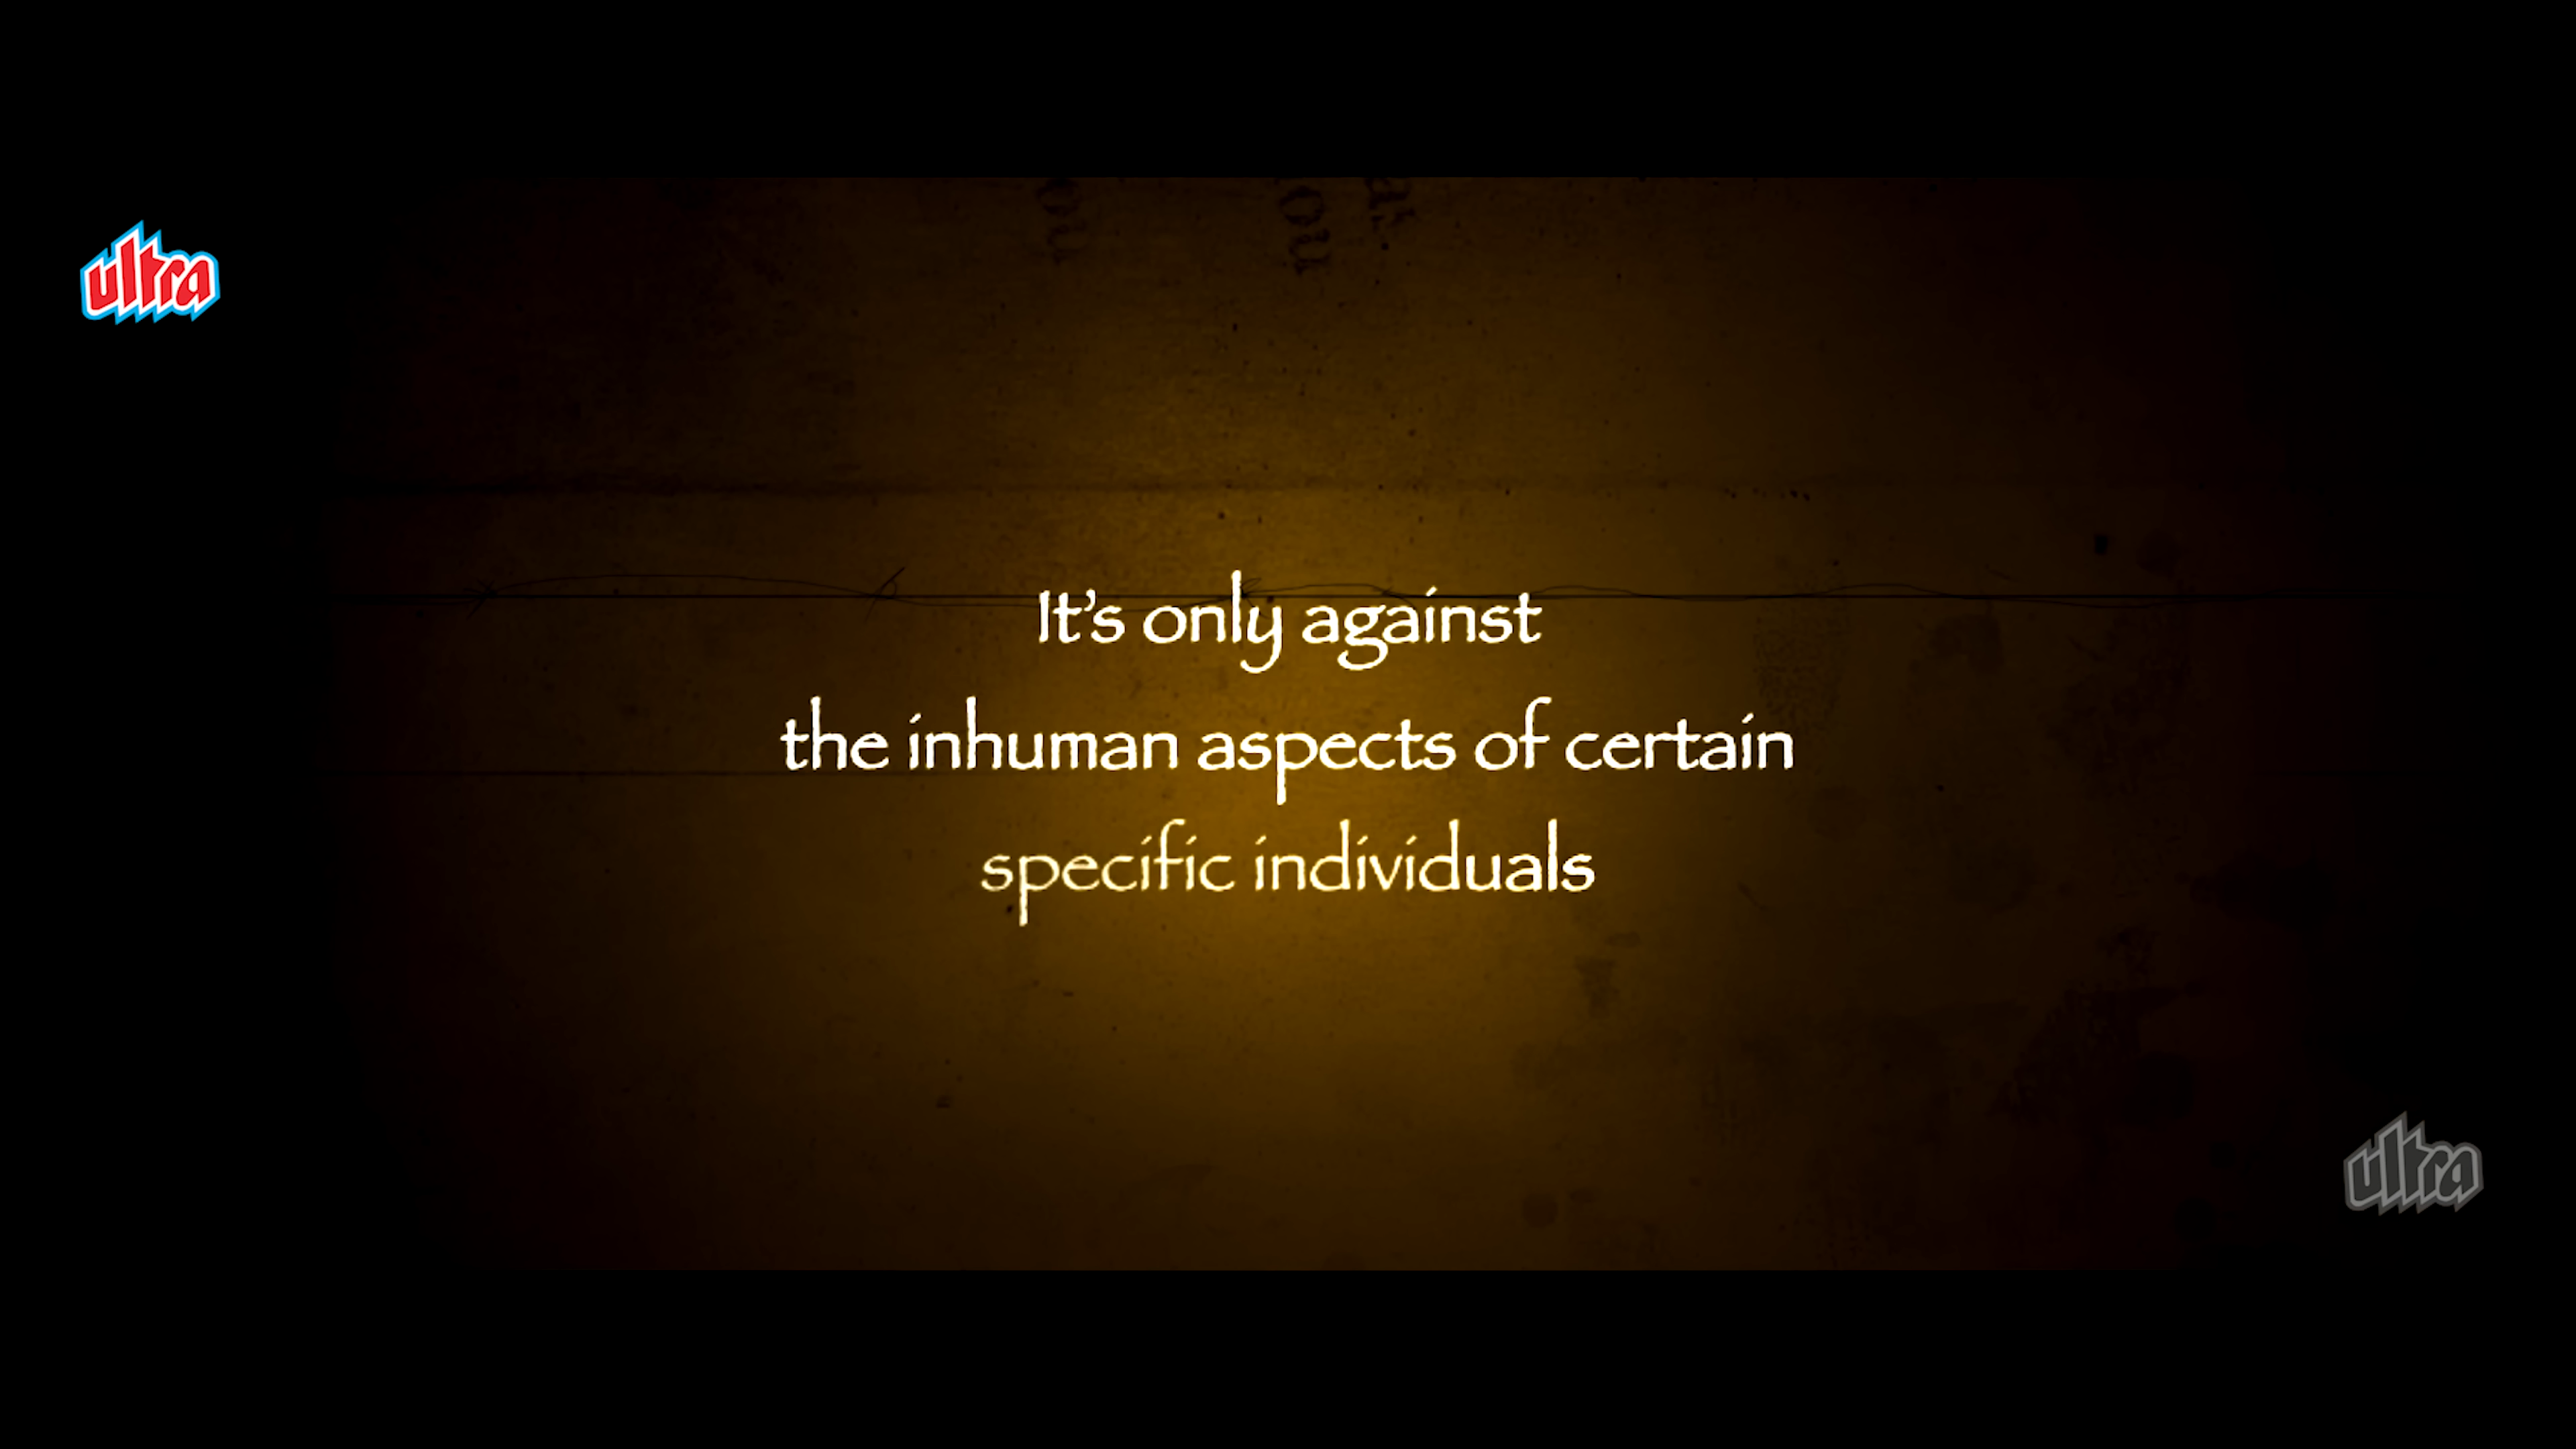 ultra
It's only against
the inhuman aspects of certain
specific individuals
ultra